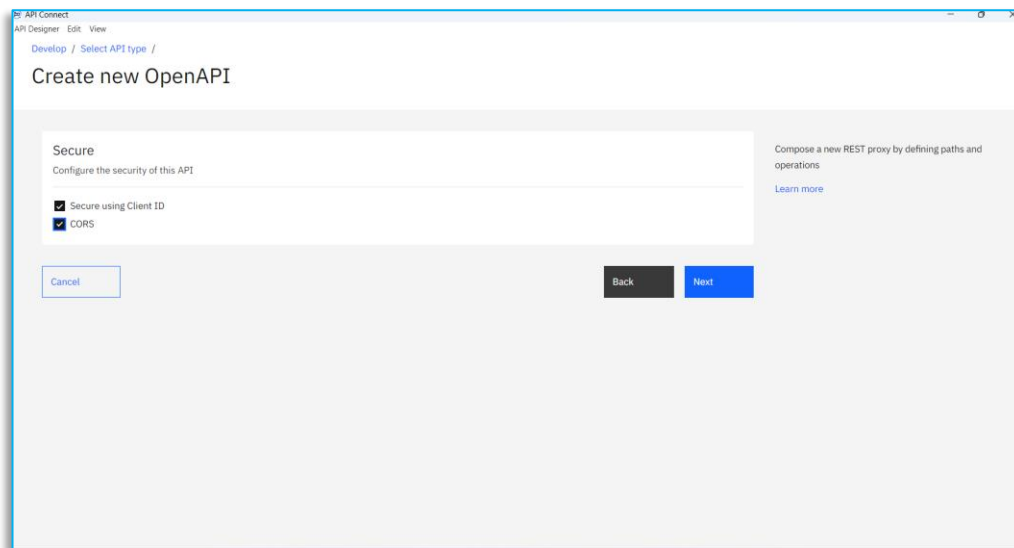 API Connect
API Designer Edit View
Develop / Select API type /
Create new OpenAPI
Secure
Configure the security of this API
Secure using Client ID
CORS
Compose a new REST proxy by defining paths and
operations
Learn more
Cancel
Back
Next